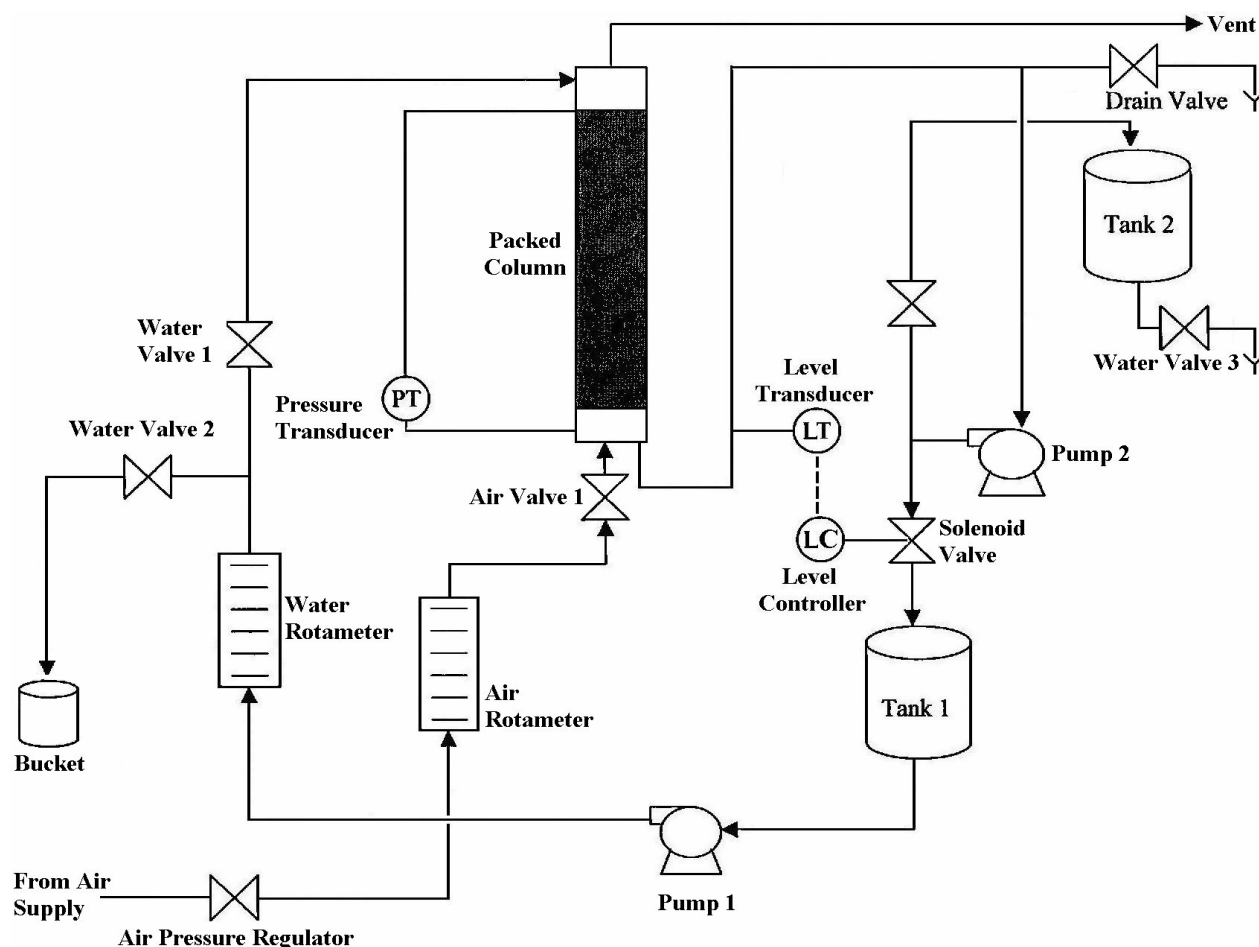 Vent
Drain Valve
Tank 2
Packed
Column
Water
Valve 1
Water Valve 3
Level
Transducer
PT
Pressure
Transducer
LT
Water Valve 2
Pump 2
Air Valve 1
LC
Solenoid
Valve
Level
Controller
Water
Rotameter
Air
Rotameter
Tank 1
Bucket
From Air
Supply
Pump 1
Air Pressure Regulator